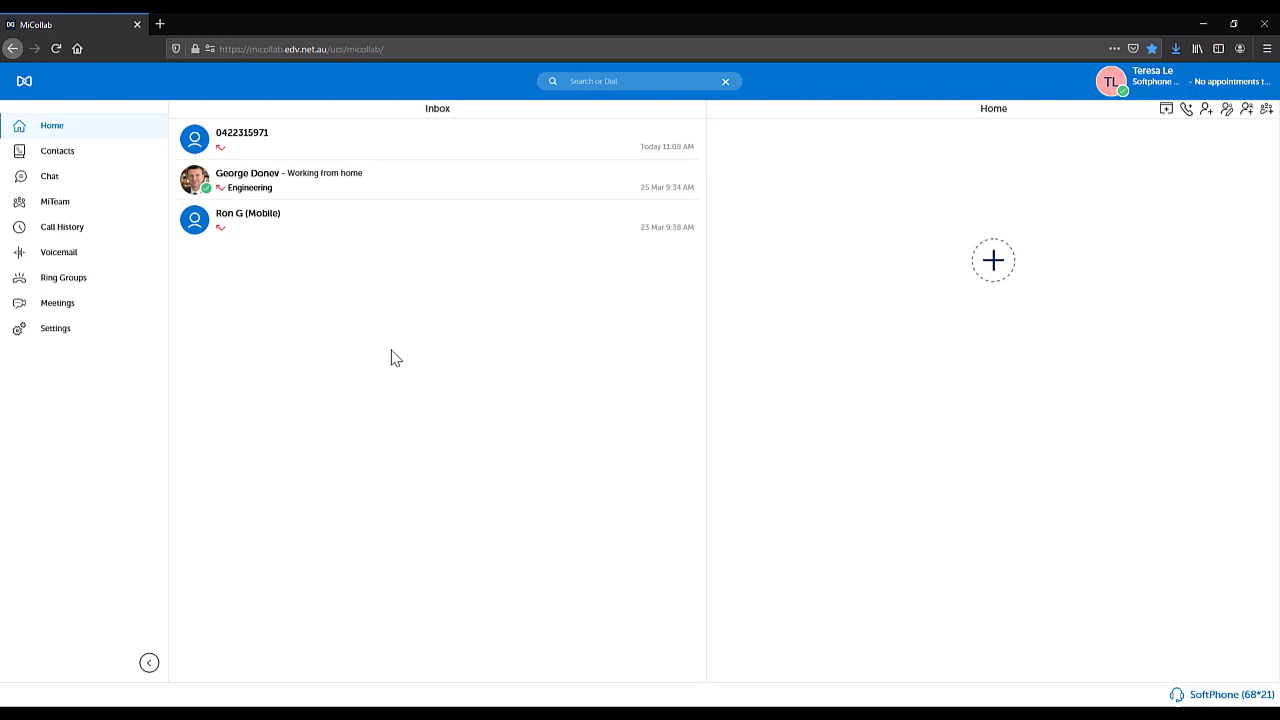 MiCollab
https://micollab.edv.net.au/ucs/micollab/
Search or Dial
TL
Teresa Le
Softphone ... - No appointments t...
Home
Contacts
Chat
MiTeam
Call History
Voicemail
Ring Groups
Meetings
Settings
Inbox
0422315971
Today 11:08 AM
George Donev - Working from home
Engineering
25 Mar 9:34 AM
Ron G (Mobile)
23 Mar 9:38 AM
Home
SoftPhone (68*21)